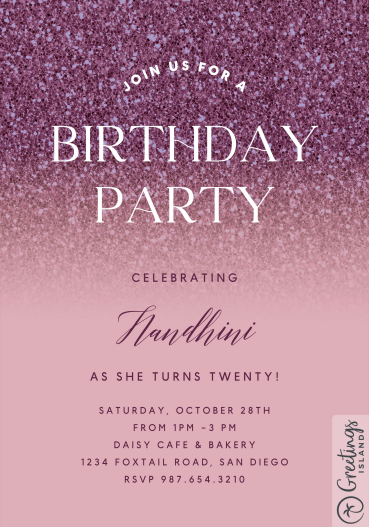 JOIN US FOR A
BIRTHDAY
PARTY
CELEBRATING
Nandhini
AS SHE TURNS TWENTY!
SATURDAY, OCTOBER 28TH
FROM 1PM –3 PM
DAISY CAFE & BAKERY
1234 FOXTAIL ROAD, SAN DIEGO
RSVP 987.654.3210
Greetings
ISLAND